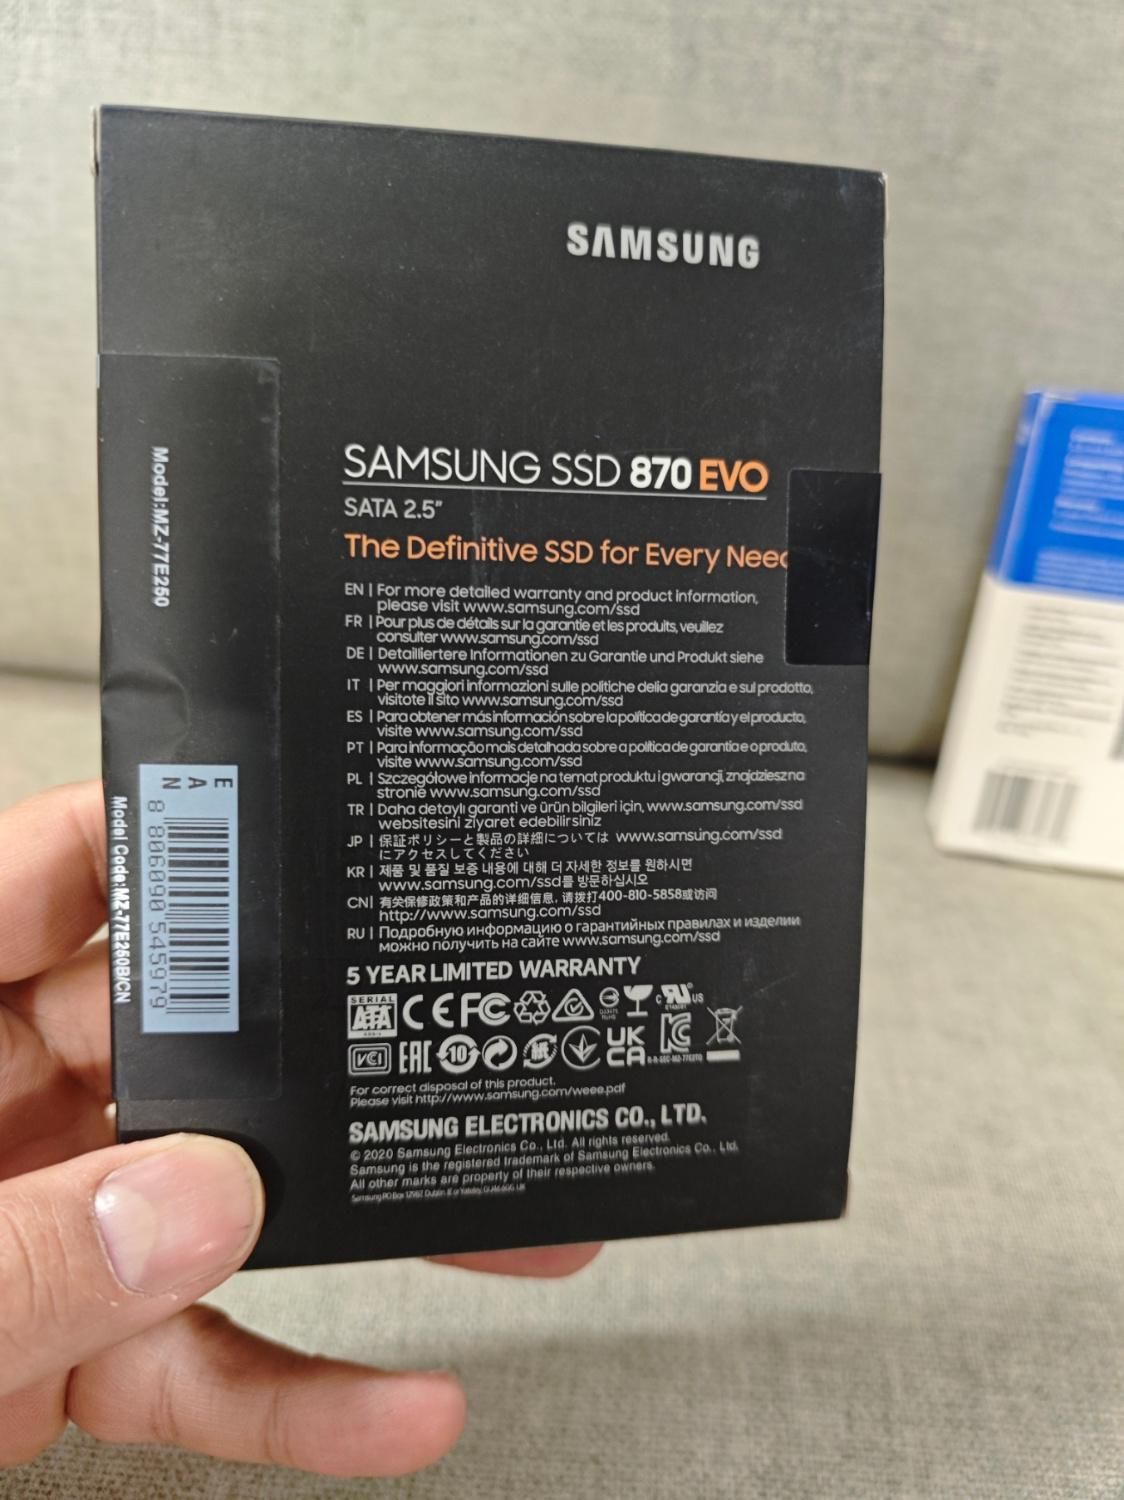 SAMSUNG
SAMSUNG SSD 870 EVO
SATA 2.5"
The Definitive SSD for Every Need
EN | For more detailed warranty and product information,
please visit www.samsung.com/ssd
FR | Pour plus de détails sur la garantie et les produits, veuillez
consulter www.samsung.com/ssd
DE | Detailliertere Informationen zu Garantie und Produkt siehe
www.samsung.com/ssd
IT | Per maggiori informazioni sulle politiche della garanzia e sul prodotto,
visitate il sito www.samsung.com/ssd
ES | Para obtener más información sobre la política de garantía y el producto,
visite www.samsung.com/ssd
PT | Para informação mais detalhada sobre a política de garantia e o produto,
visite www.samsung.com/ssd
PL | Szczegółowe informacje na temat produktu i gwarancji, znajdziesz na
stronie www.samsung.com/ssd
TR | Daha detaylı garanti ve ürün bilgileri için, www.samsung.com/ssd
websitesini ziyaret edebilirsiniz
JP | 保証ポリシーと製品の詳細については www.samsung.com/ssd
にアクセスしてください
KR | 제품 및 품질 보증 내용에 대해 더 자세한 정보를 원하시면
www.samsung.com/ssd를 방문하십시오
CN | 有关保修政策和产品的详细信息, 请拨打400-810-5858或访问
http://www.samsung.com/ssd
RU | Подробную информацию о гарантийных правилах и изделии
можно получить на сайте www.samsung.com/ssd
5 YEAR LIMITED WARRANTY
SERIAL
ATA
CE FC
c UL US
VCI EAC 10 紙 UK
CA
For correct disposal of this product.
Please visit http://www.samsung.com/weee.pdf
SAMSUNG ELECTRONICS CO., LTD.
© 2020 Samsung Electronics Co., Ltd. All rights reserved.
Samsung is the registered trademark of Samsung Electronics Co., Ltd.
All other marks are property of their respective owners.
Model:MZ-77E250
EAN
8 806090 545979
Model Code:MZ-77E250B/CN